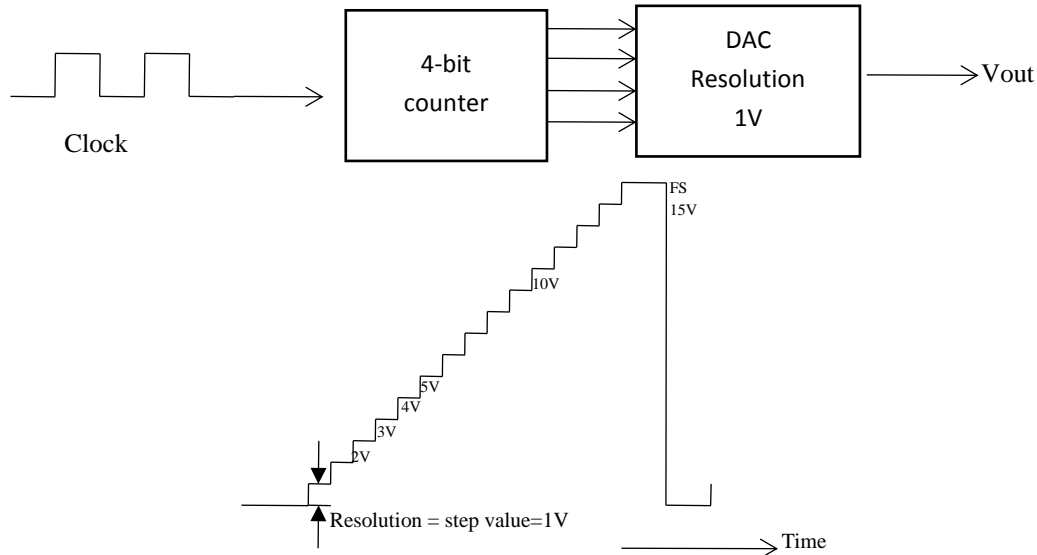 Clock
4-bit
counter
DAC
Resolution
1V
Vout
FS
15V
10V
5V
4V
3V
2V
Resolution = step value=1V
Time